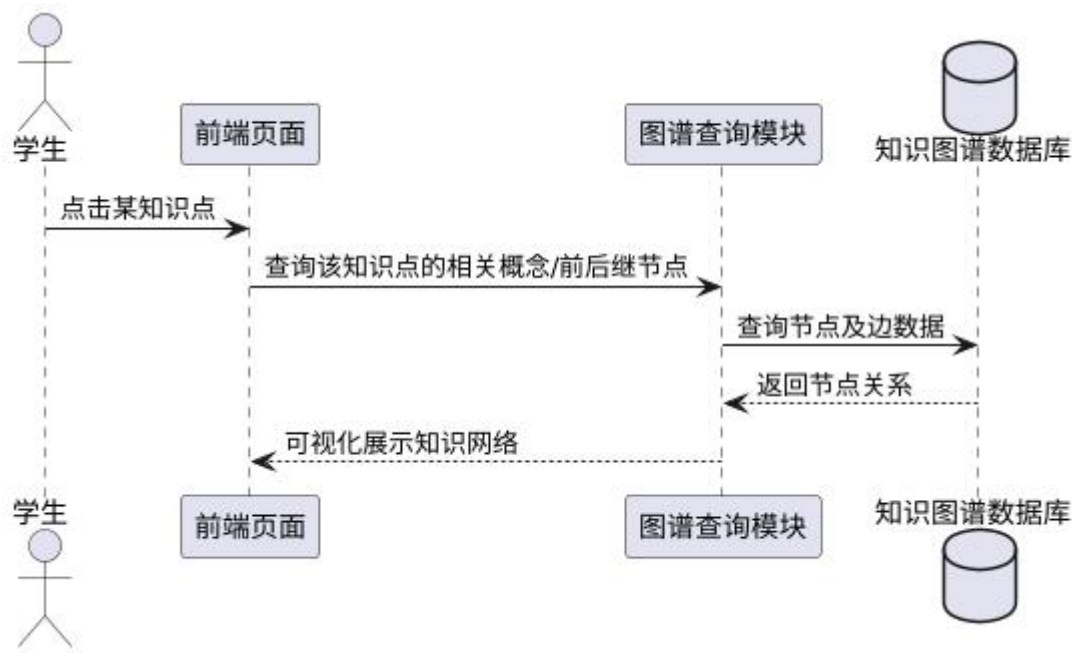 学生
前端页面
图谱查询模块
知识图谱数据库
点击某知识点
查询该知识点的相关概念/前后继节点
查询节点及边数据
返回节点关系
可视化展示知识网络
学生
前端页面
图谱查询模块
知识图谱数据库